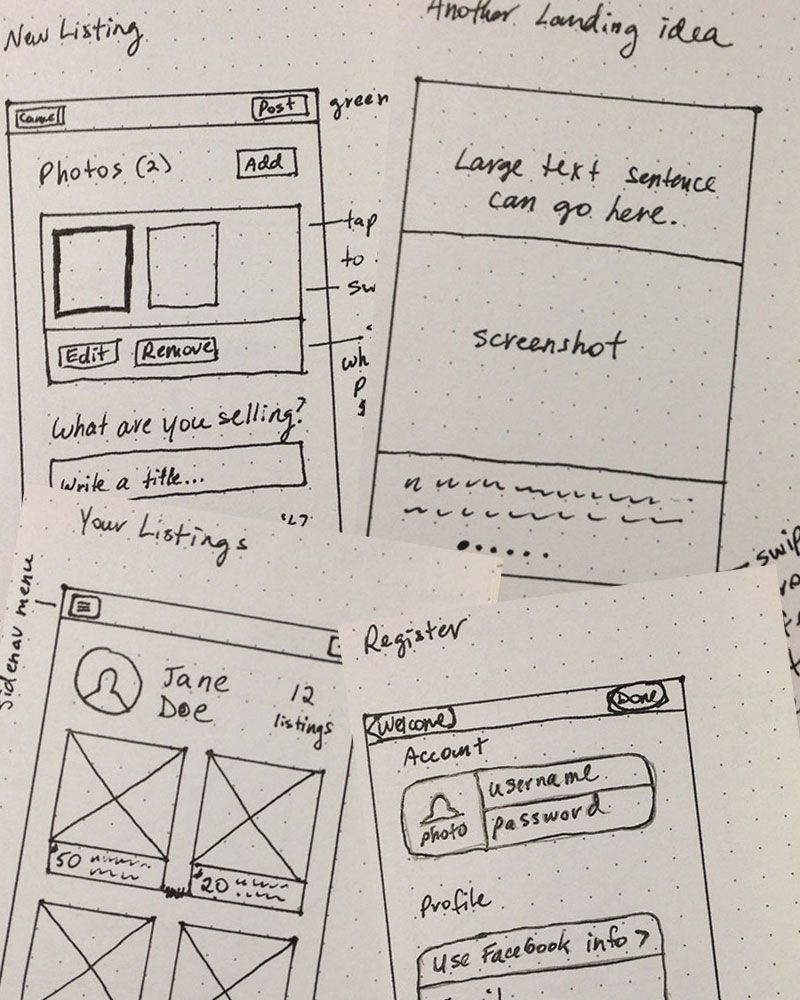 New Listing
Cancel
Post
green
Photos (2)
Add
tap
to
sw
Edit
Remove
wh
p
What are you selling?
Write a title...
Another Landing idea
Large text sentence
can go here.
screenshot
swip
Your Listings
sidenav menu
Jane
Doe
12
listings
$50
$20
Register
Welcome
Done
Account
photo
username
password
Profile
Use Facebook info >